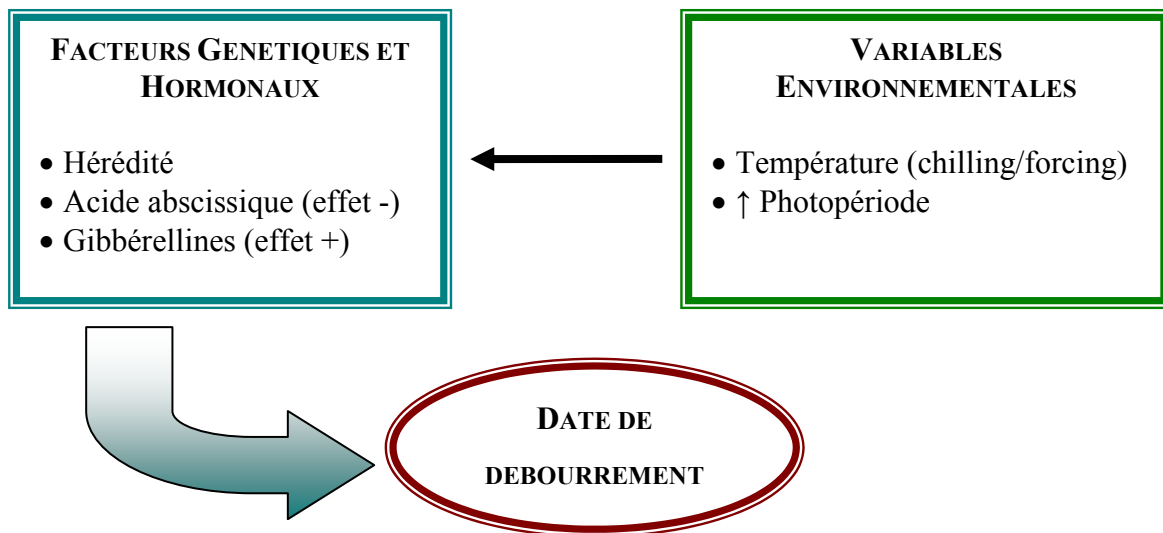 FACTEURS GENETIQUES ET
HORMONAUX
• Hérédité
• Acide abscissique (effet -)
• Gibbérellines (effet +)
VARIABLES
ENVIRONNEMENTALES
• Température (chilling/forcing)
• ↑ Photopériode
DATE DE
DEBOURREMENT